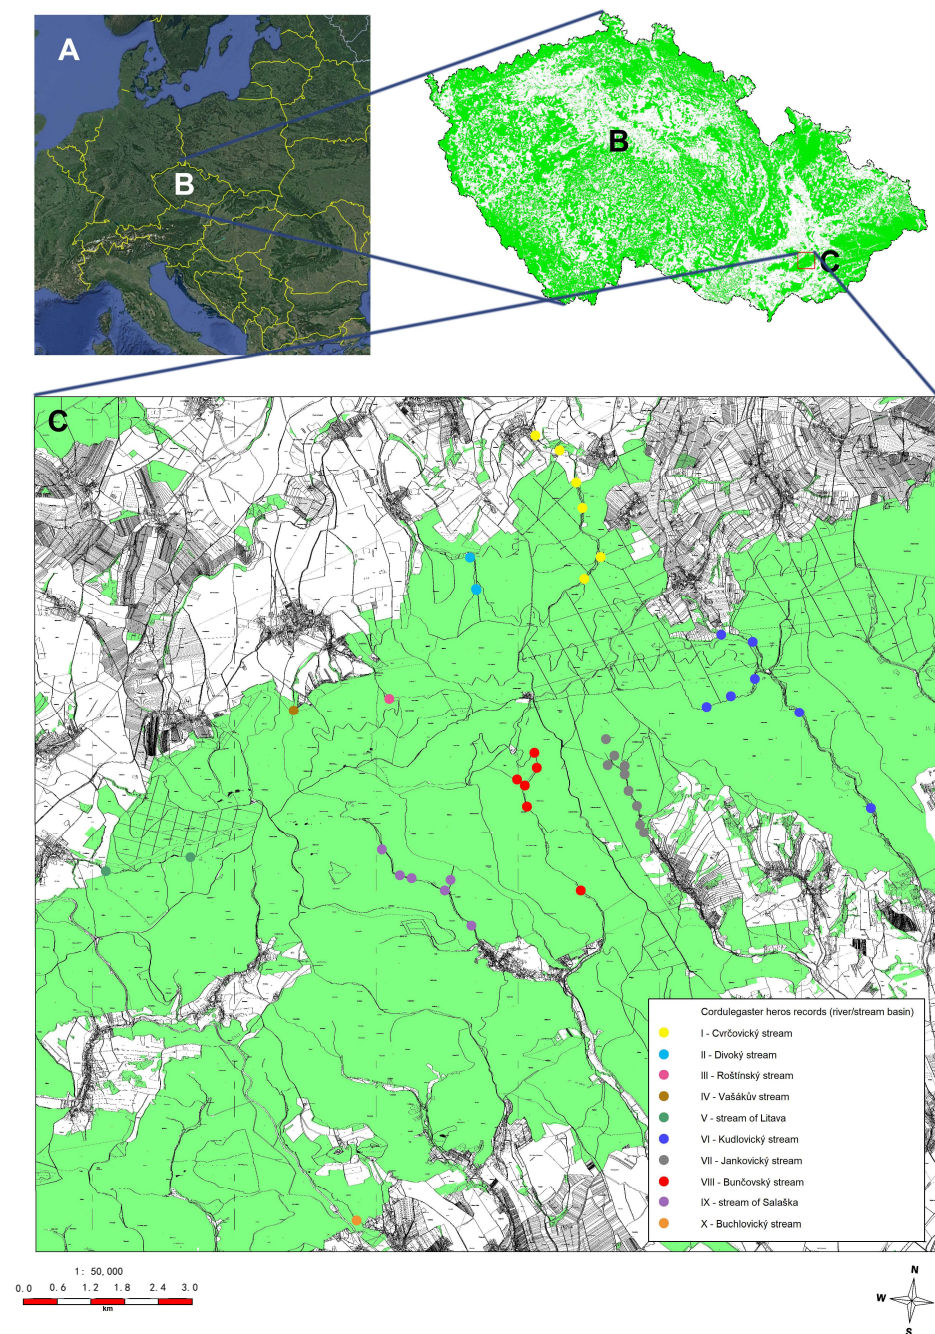 A
B
B
C
C
Cordulegaster heros records (river/stream basin)
I - Cvrčovický stream
II - Divoký stream
III - Roštínský stream
IV - Vašákův stream
V - stream of Litava
VI - Kudlovický stream
VII - Jankovický stream
VIII - Bunčovský stream
IX - stream of Salaška
X - Buchlovický stream
1: 50,000
0.0 0.6 1.2 1.8 2.4 3.0
km
N
W
S